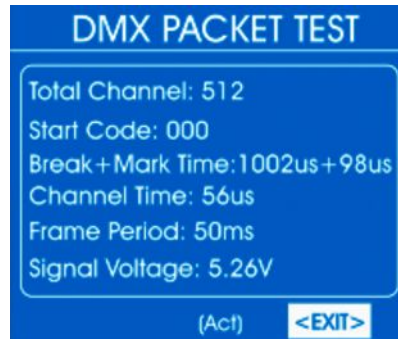 DMX PACKET TEST
Total Channel: 512
Start Code: 000
Break+Mark Time:1002us+98us
Channel Time: 56us
Frame Period: 50ms
Signal Voltage: 5.26V
(Act) <EXIT>